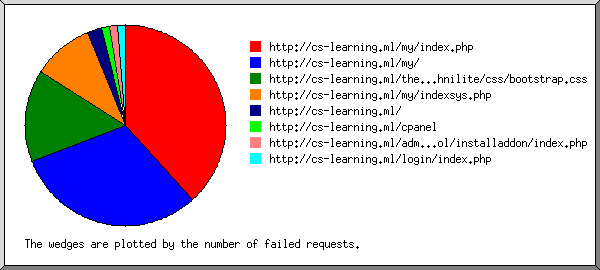 http://cs-learning.ml/my/index.php
http://cs-learning.ml/my/
http://cs-learning.ml/the...hnilite/css/bootstrap.css
http://cs-learning.ml/my/indexsys.php
http://cs-learning.ml/
http://cs-learning.ml/cpanel
http://cs-learning.ml/adm...ol/installaddon/index.php
http://cs-learning.ml/login/index.php
The wedges are plotted by the number of failed requests.